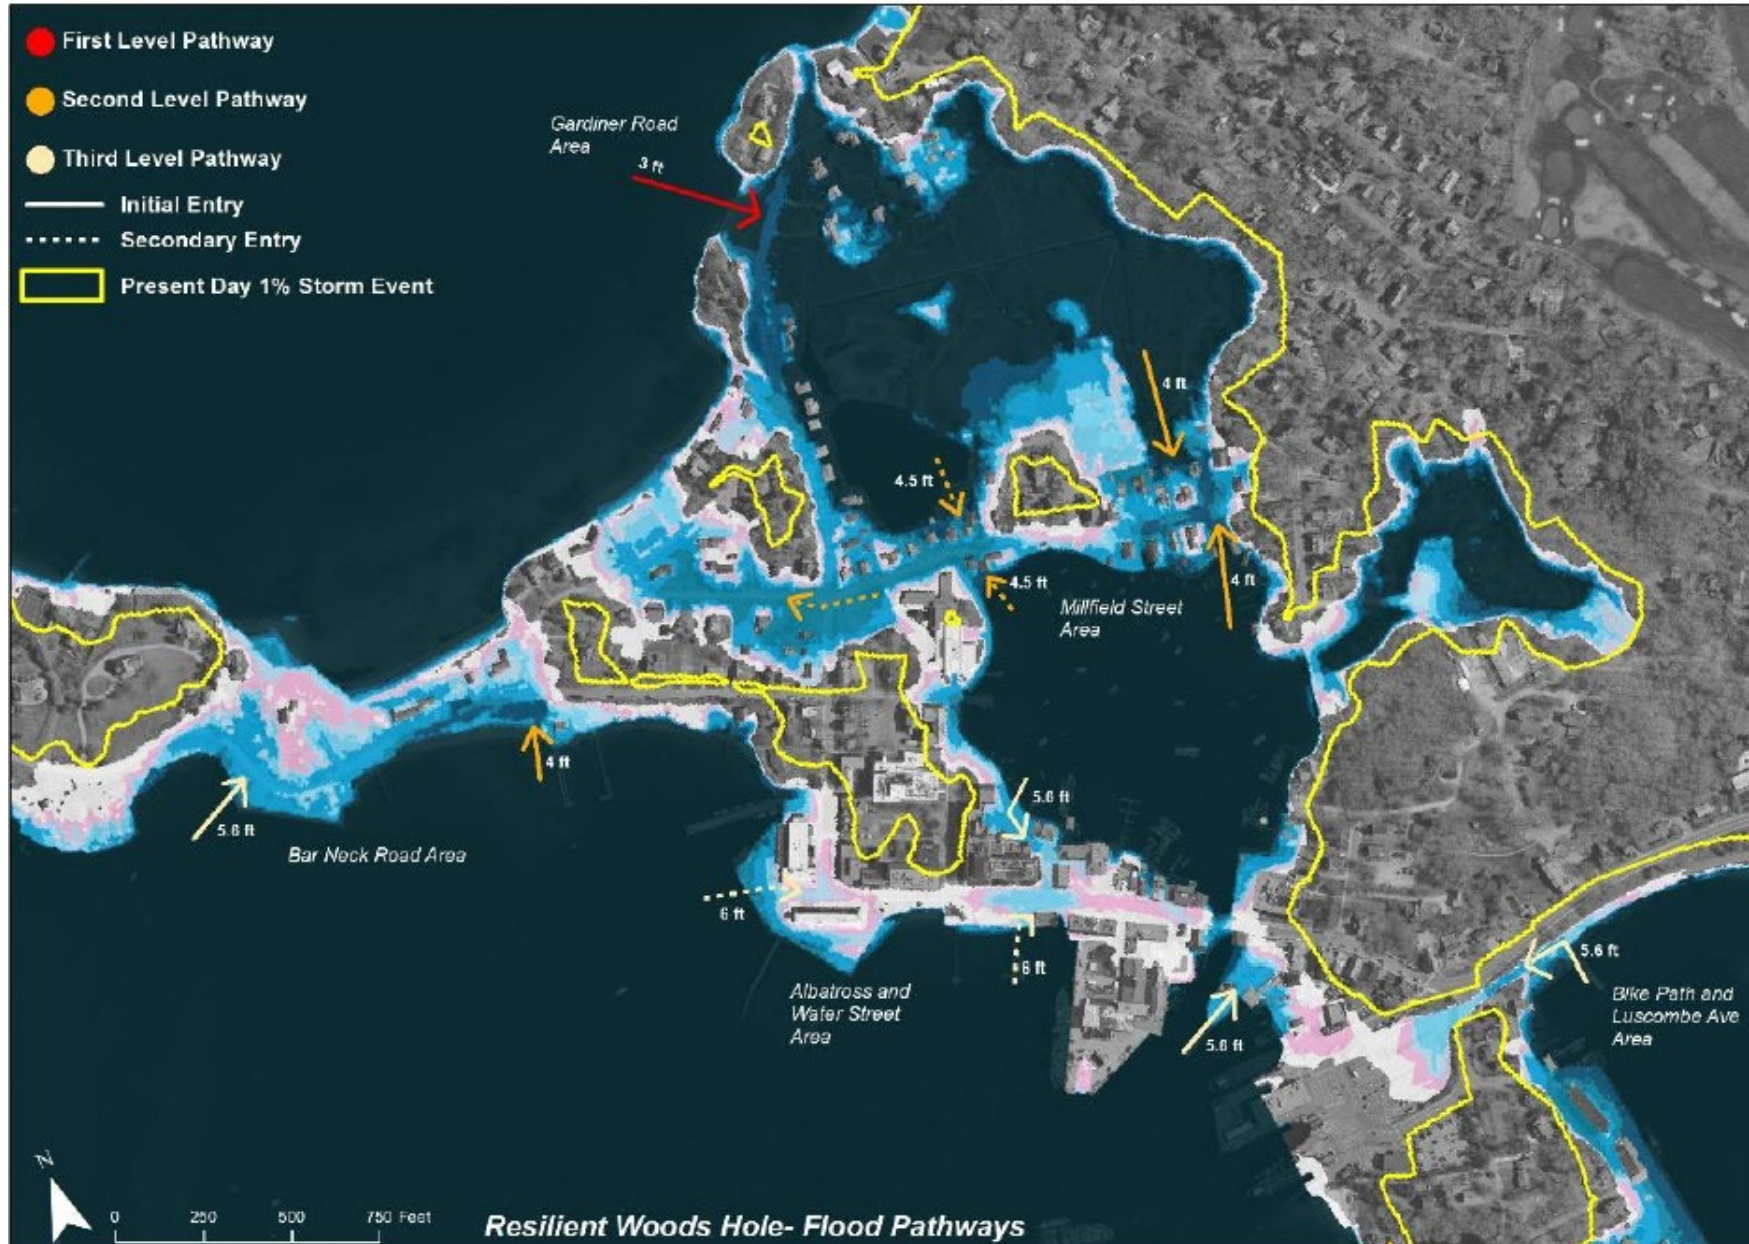 First Level Pathway
Second Level Pathway
Third Level Pathway
Initial Entry
Secondary Entry
Present Day 1% Storm Event
Gardiner Road
Area
3 ft
4 ft
4.5 ft
4.5 ft
4 ft
Millfield Street
Area
4 ft
5.6 ft
Bar Neck Road Area
5.6 ft
6 ft
6 ft
5.6 ft
5.6 ft
Albatross and
Water Street
Area
Bike Path and
Luscombe Ave
Area
N
0 250 500 750 Feet
Resilient Woods Hole- Flood Pathways